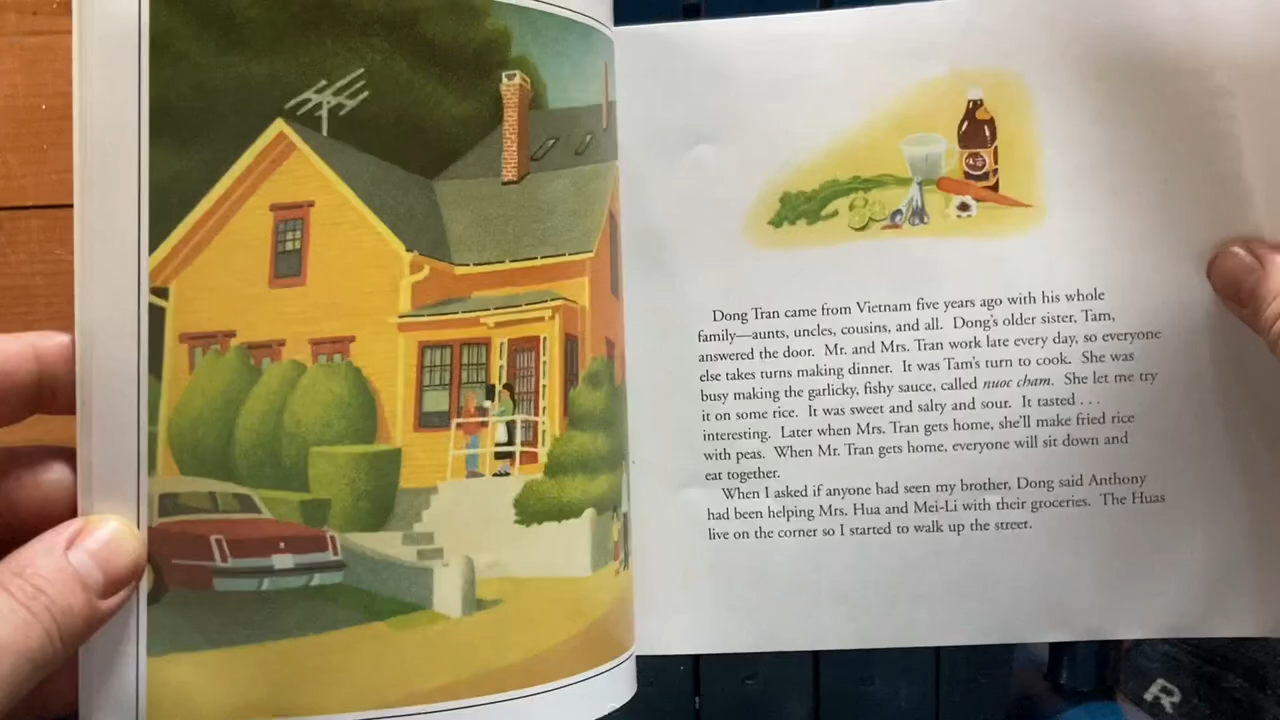 Dong Tran came from Vietnam five years ago with his whole
family—aunts, uncles, cousins, and all. Dong's older sister, Tam,
answered the door. Mr. and Mrs. Tran work late every day, so everyone
else takes turns making dinner. It was Tam's turn to cook. She was
busy making the garlicky, fishy sauce, called nuoc cham. She let me try
it on some rice. It was sweet and salty and sour. It tasted . . .
interesting. Later when Mrs. Tran gets home, she'll make fried rice
with peas. When Mr. Tran gets home, everyone will sit down and
eat together.
When I asked if anyone had seen my brother, Dong said Anthony
had been helping Mrs. Hua and Mei-Li with their groceries. The Huas
live on the corner so I started to walk up the street.
R